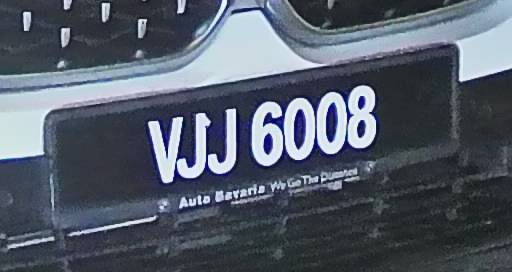 VJJ 6008
Auto Bavaria We Go The Distance